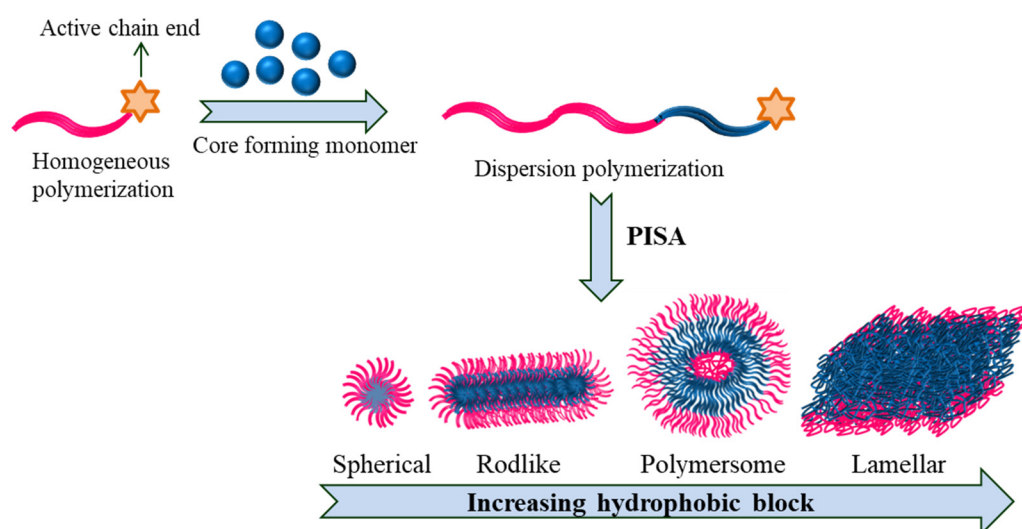 Active chain end
Homogeneous
polymerization
Core forming monomer
Dispersion polymerization
PISA
Spherical
Rodlike
Polymersome
Lamellar
Increasing hydrophobic block